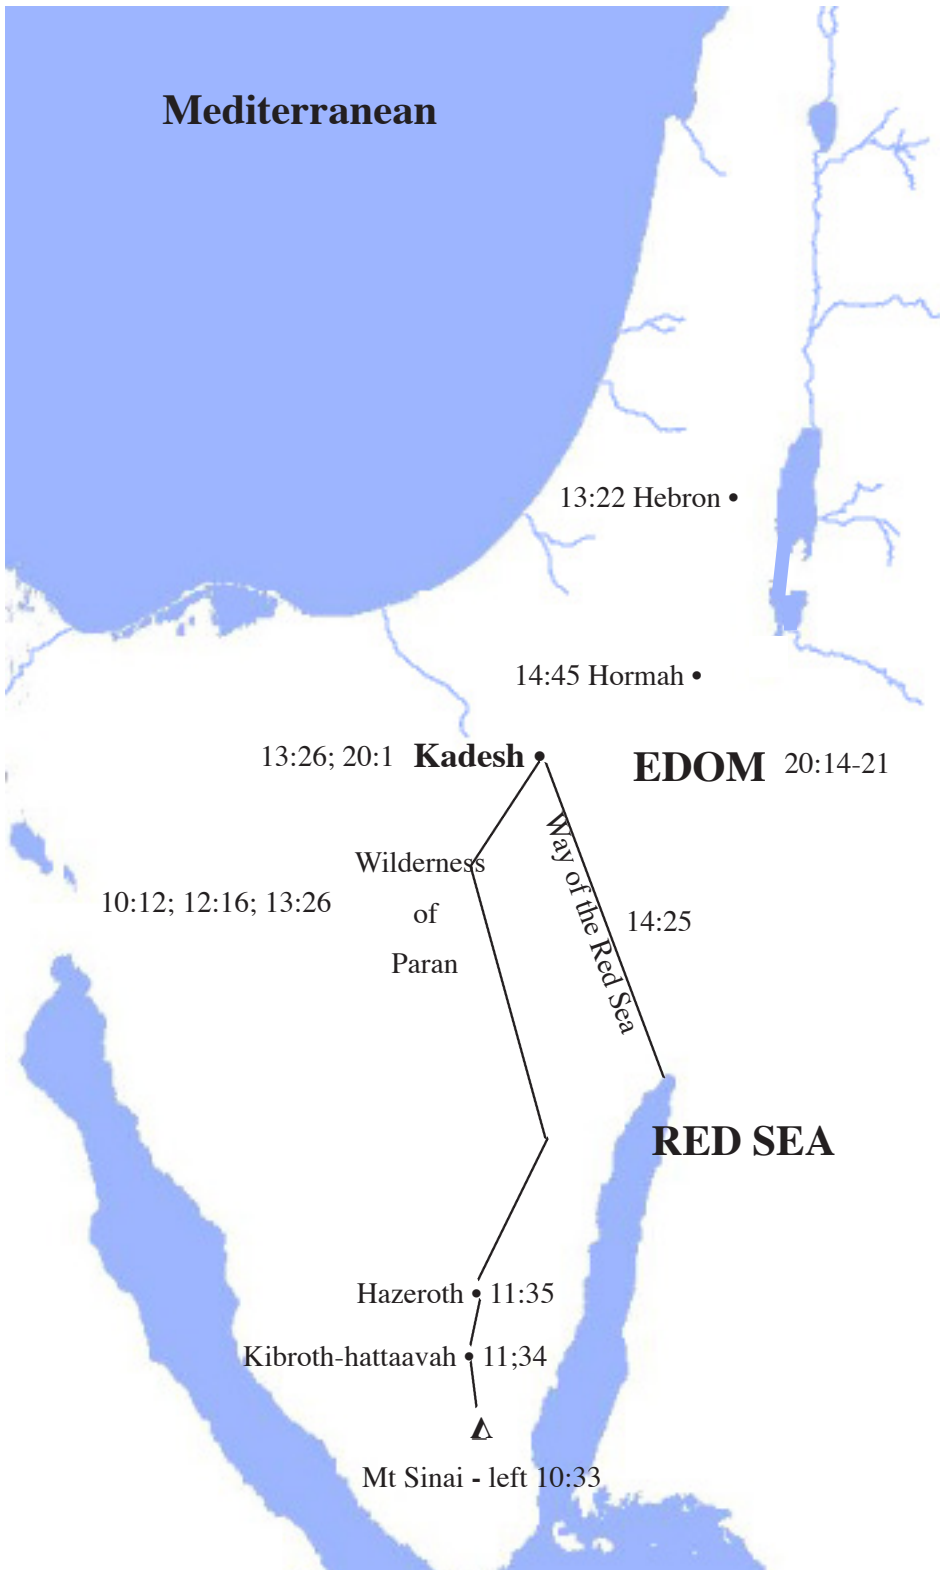 Mediterranean
13:22 Hebron •
14:45 Hormah •
13:26; 20:1 Kadesh •
EDOM 20:14-21
Way of the Red Sea
Wilderness
of
Paran
10:12; 12:16; 13:26
14:25
RED SEA
Hazeroth • 11:35
Kibroth-hattaavah • 11;34
Mt Sinai - left 10:33